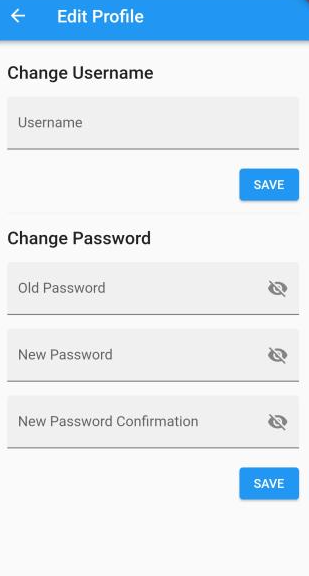 Edit Profile
Change Username
Username
SAVE
Change Password
Old Password
New Password
New Password Confirmation
SAVE